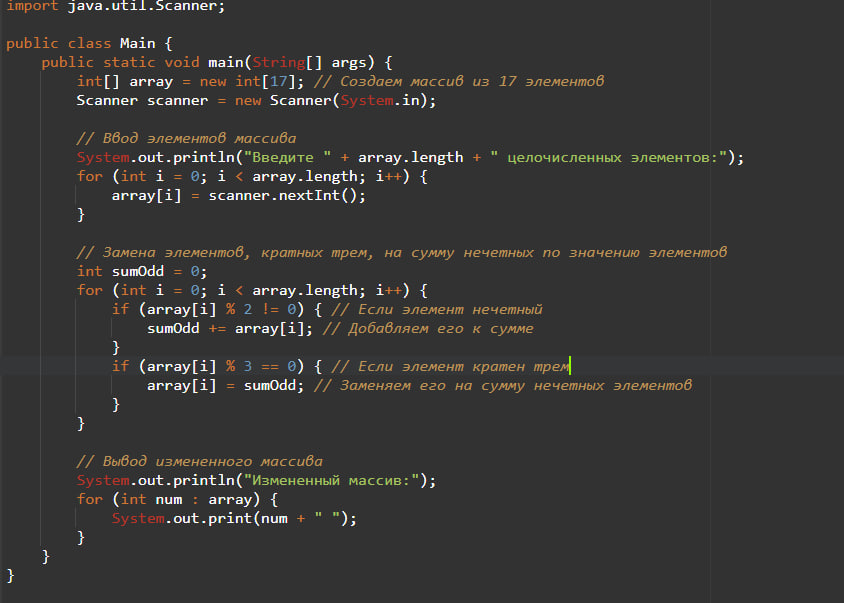 import java.util.Scanner;
public class Main {
public static void main(String[] args) {
int[] array = new int[17]; // Создаем массив из 17 элементов
Scanner scanner = new Scanner(System.in);
// Ввод элементов массива
System.out.println("Введите " + array.length + " целочисленных элементов:");
for (int i = 0; i < array.length; i++) {
array[i] = scanner.nextInt();
}
// Замена элементов, кратных трем, на сумму нечетных по значению элементов
int sumOdd = 0;
for (int i = 0; i < array.length; i++) {
if (array[i] % 2 != 0) { // Если элемент нечетный
sumOdd += array[i]; // Добавляем его к сумме
}
if (array[i] % 3 == 0) { // Если элемент кратен трем
array[i] = sumOdd; // Заменяем его на сумму нечетных элементов
}
}
// Вывод измененного массива
System.out.println("Измененный массив:");
for (int num : array) {
System.out.print(num + " ");
}
}
}